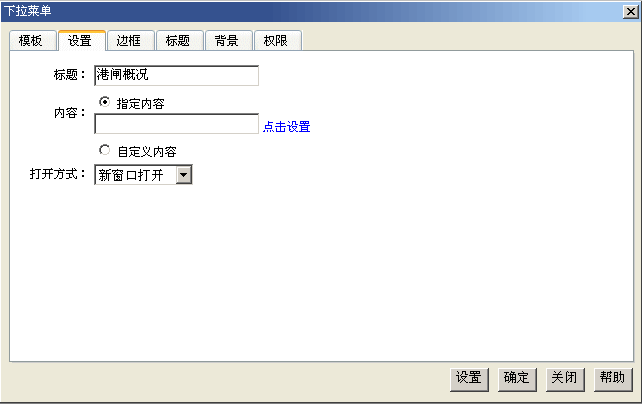 下拉菜单
模板 设置 边框 标题 背景 权限
标题： 港闸概况
内容： 指定内容
点击设置
自定义内容
打开方式： 新窗口打开
设置 确定 关闭 帮助